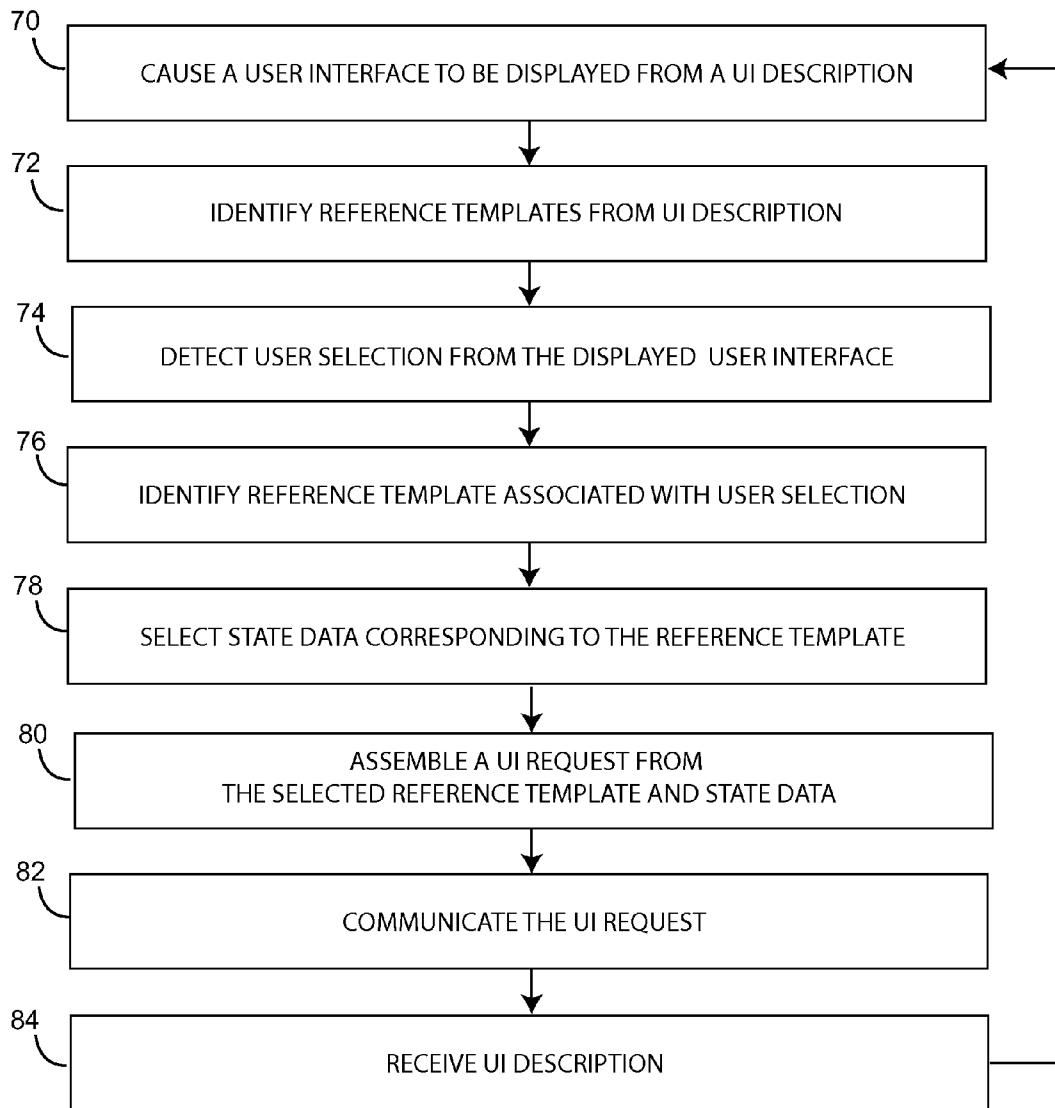 70
CAUSE A USER INTERFACE TO BE DISPLAYED FROM A UI DESCRIPTION
72
IDENTIFY REFERENCE TEMPLATES FROM UI DESCRIPTION
74
DETECT USER SELECTION FROM THE DISPLAYED USER INTERFACE
76
IDENTIFY REFERENCE TEMPLATE ASSOCIATED WITH USER SELECTION
78
SELECT STATE DATA CORRESPONDING TO THE REFERENCE TEMPLATE
80
ASSEMBLE A UI REQUEST FROM
THE SELECTED REFERENCE TEMPLATE AND STATE DATA
82
COMMUNICATE THE UI REQUEST
84
RECEIVE UI DESCRIPTION